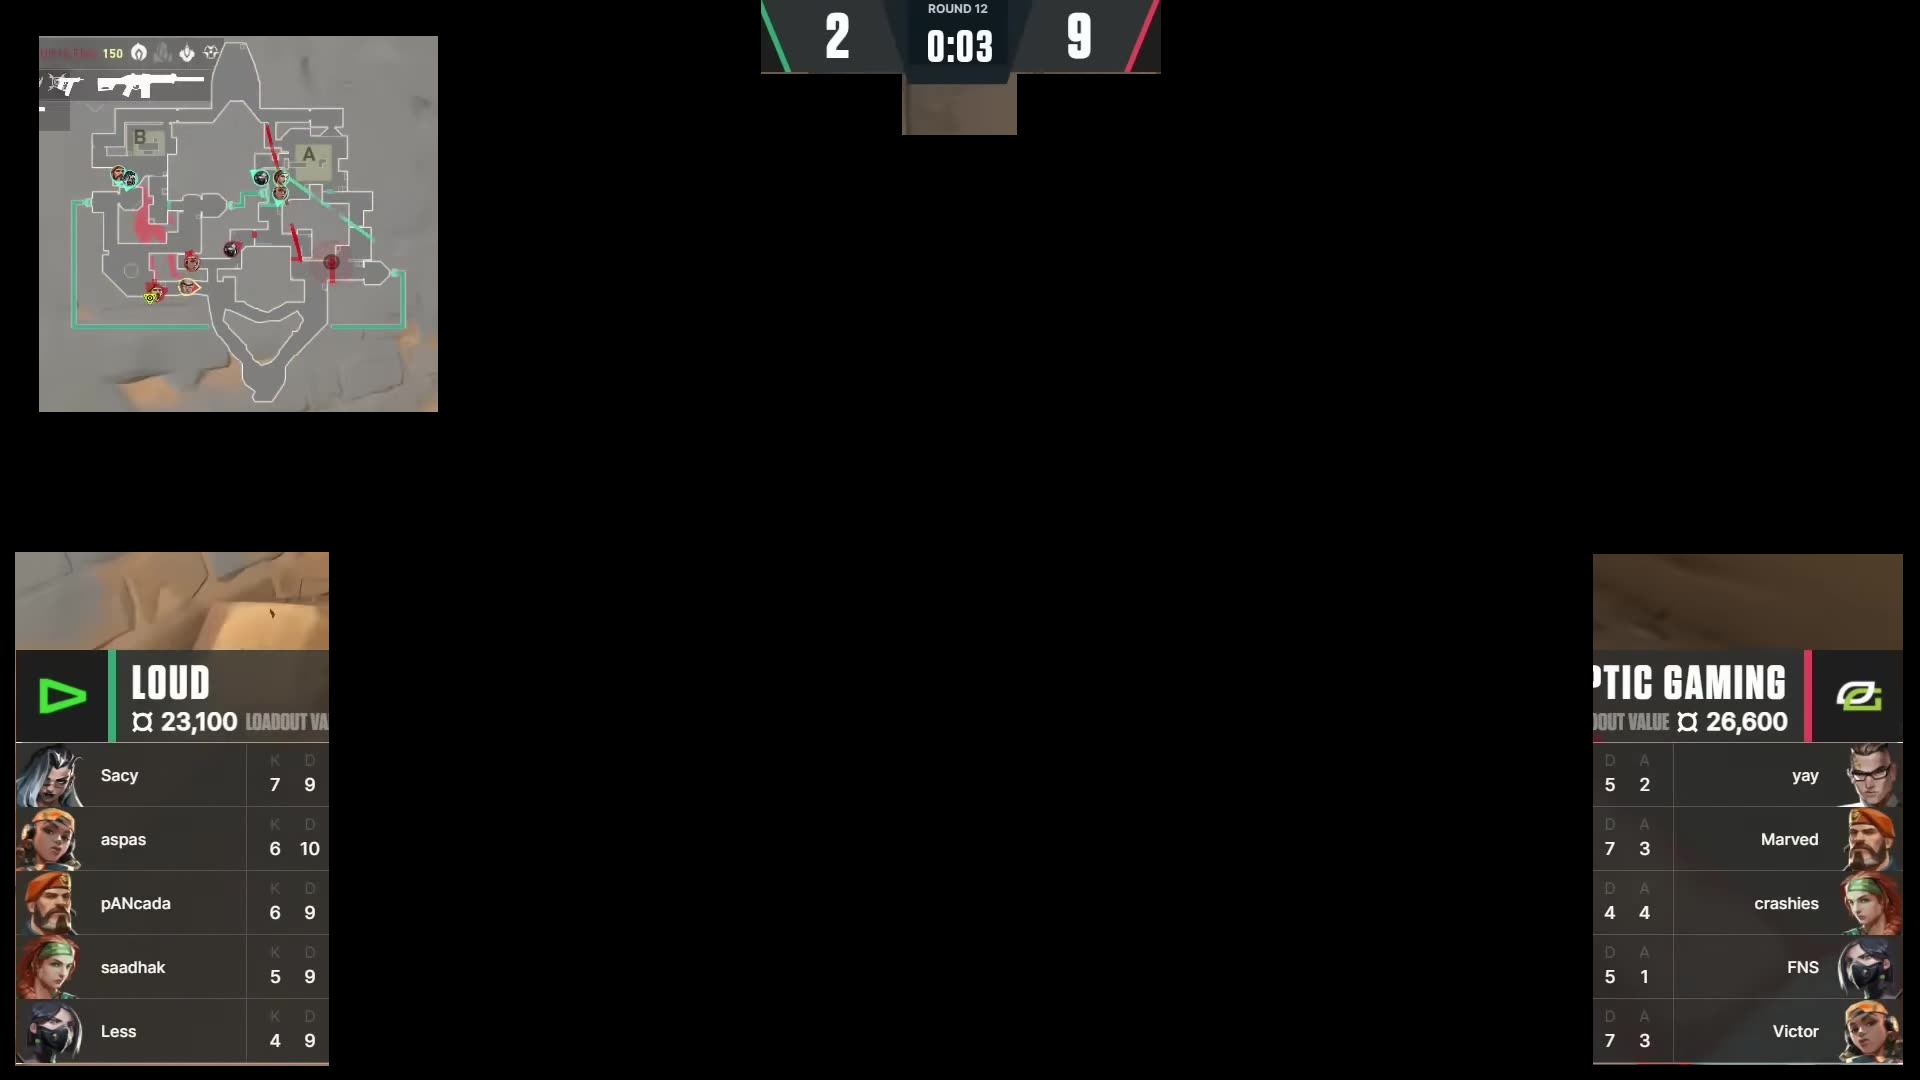 ROUND 12
2 0:03 9
150
B
A
LOUD
23,100 LOADOUT VA
K D
Sacy 7 9
K D
aspas 6 10
K D
pANcada 6 9
K D
saadhak 5 9
K D
Less 4 9
PTIC GAMING
OUT VALUE 26,600
D A
5 2 yay
D A
7 3 Marved
D A
4 4 crashies
D A
5 1 FNS
D A
7 3 Victor